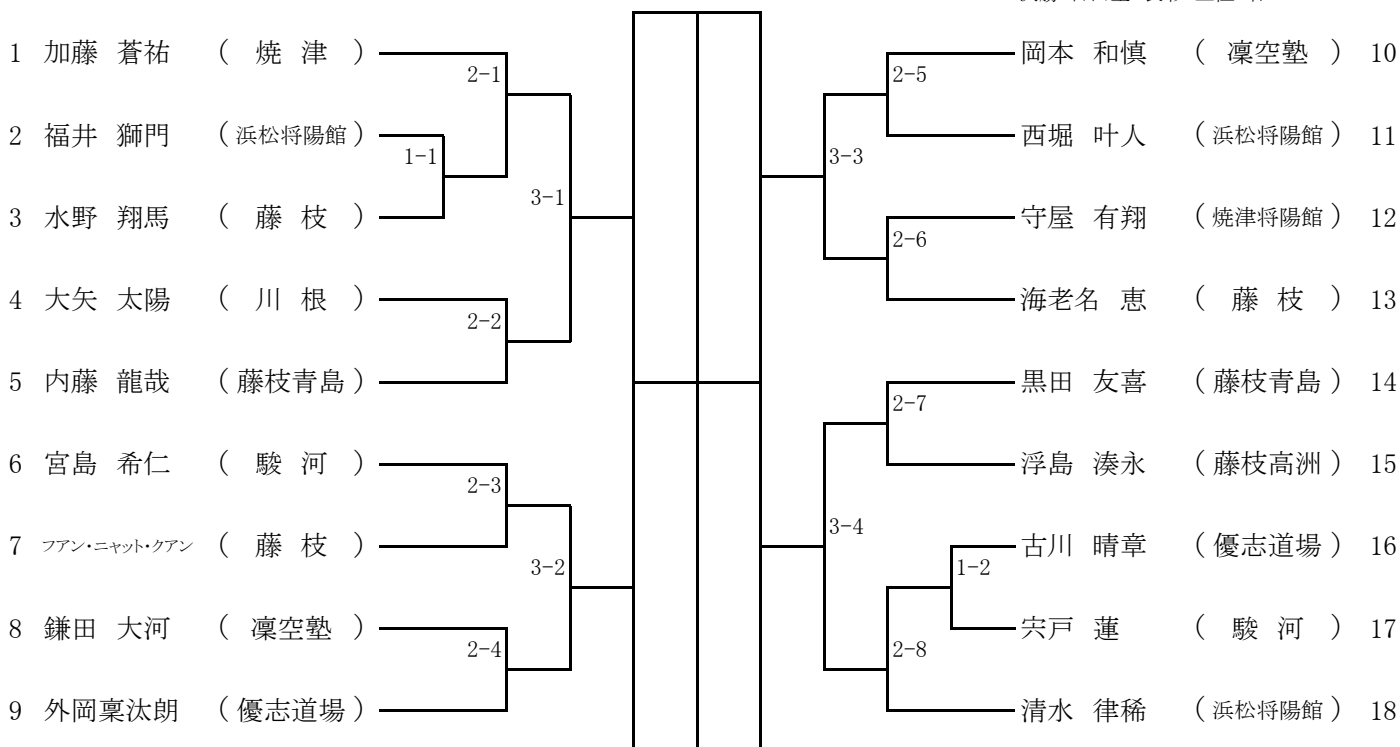 1 加藤 蒼祐 ( 焼 津 )
2-1
2 福井 獅門 (浜松将陽館)
1-1
3 水野 翔馬 ( 藤 枝 )
3-1
4 大矢 太陽 ( 川 根 )
2-2
5 内藤 龍哉 (藤枝青島)
6 宮島 希仁 ( 駿 河 )
2-3
7 フアン・ニャット・クアン ( 藤 枝 )
3-2
8 鎌田 大河 ( 凜空塾 )
2-4
9 外岡稟汰朗 (優志道場)
岡本 和慎 ( 凜空塾 ) 10
2-5
西堀 叶人 (浜松将陽館) 11
3-3
守屋 有翔 (焼津将陽館) 12
2-6
海老名 恵 ( 藤 枝 ) 13
黒田 友喜 (藤枝青島) 14
2-7
浮島 湊永 (藤枝高洲) 15
3-4
古川 晴章 (優志道場) 16
1-2
宍戸 蓮 ( 駿 河 ) 17
2-8
清水 律稀 (浜松将陽館) 18